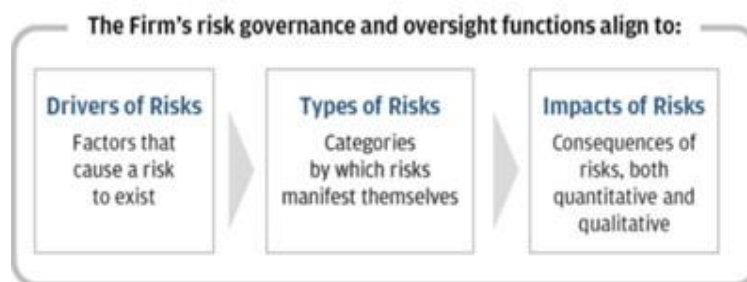 The Firm's risk governance and oversight functions align to:
Drivers of Risks
Factors that
cause a risk
to exist
Types of Risks
Categories
by which risks
manifest themselves
Impacts of Risks
Consequences of
risks, both
quantitative and
qualitative